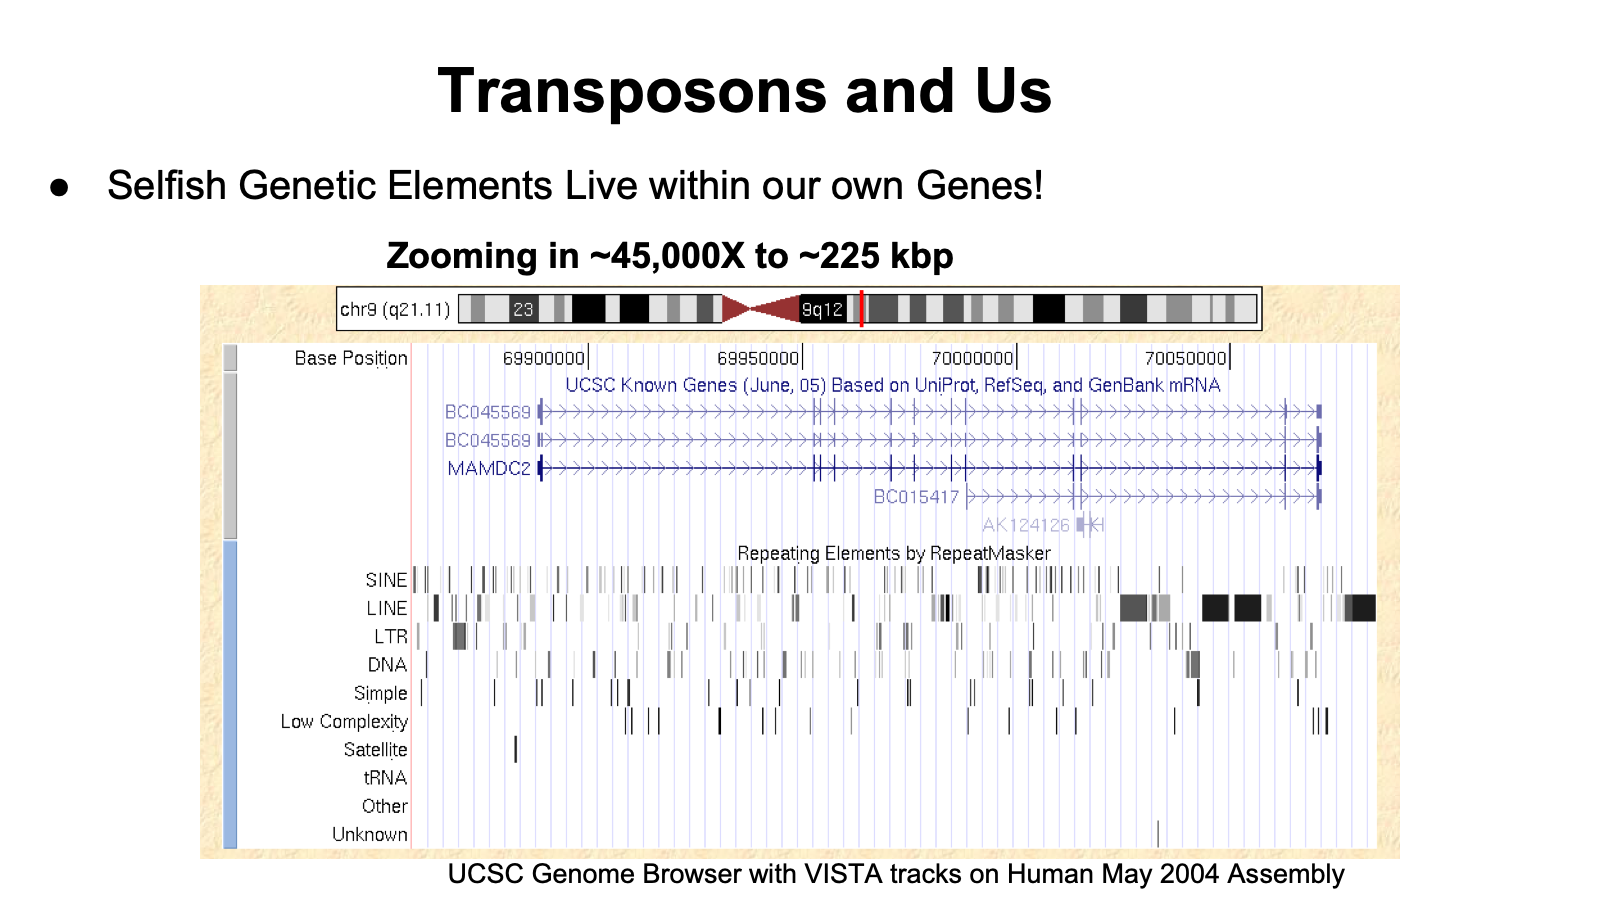 Transposons and Us
● Selfish Genetic Elements Live within our own Genes!
Zooming in ~45,000X to ~225 kbp
chr9 (q21.11) 23 9q12
Base Position 69900000 69950000 70000000 70050000
UCSC Known Genes (June, 05) Based on UniProt, RefSeq, and GenBank mRNA
BC045569
BC045569
MAMDC2
BC015417
AK124126
Repeating Elements by RepeatMasker
SINE
LINE
LTR
DNA
Simple
Low Complexity
Satellite
tRNA
Other
Unknown
UCSC Genome Browser with VISTA tracks on Human May 2004 Assembly